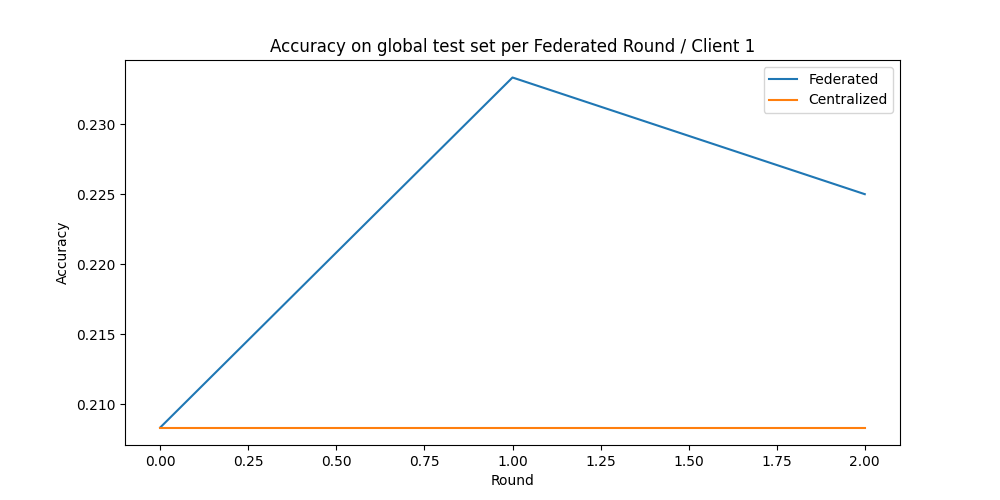 Accuracy on global test set per Federated Round / Client 1
Federated
Centralized
0.230
0.225
0.220
0.215
0.210
Accuracy
0.00 0.25 0.50 0.75 1.00 1.25 1.50 1.75 2.00
Round